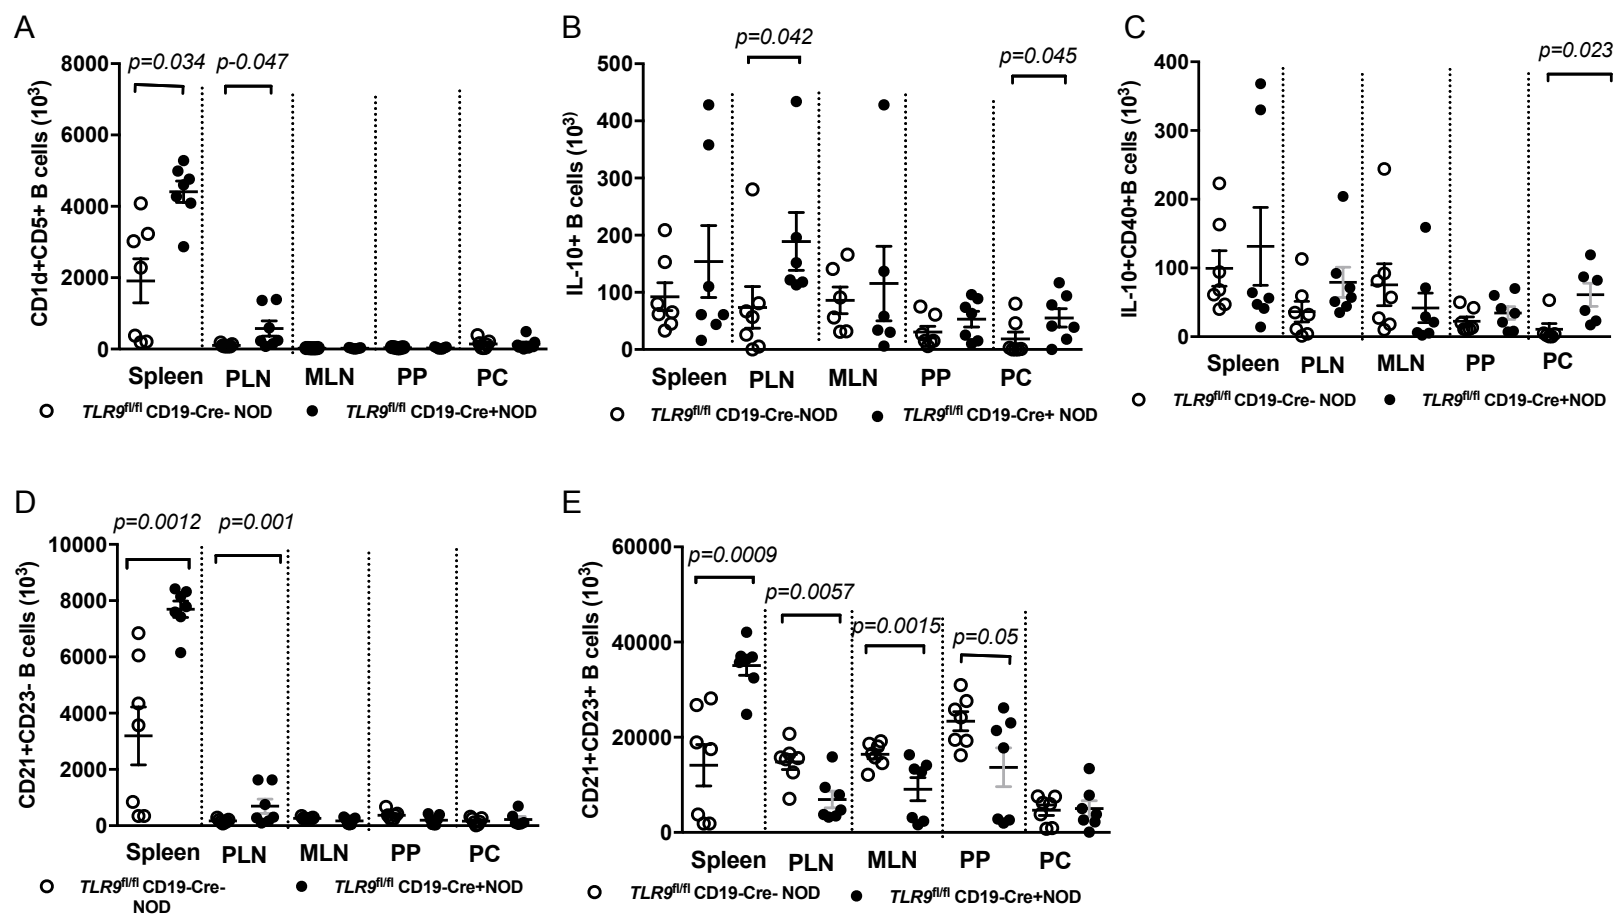 A
p=0.034 p-0.047
CD1d+CD5+ B cells (10³)
8000
6000
4000
2000
0
Spleen PLN MLN PP PC
TLR9fl/fl CD19-Cre- NOD TLR9fl/fl CD19-Cre+NOD
B
p=0.042 p=0.045
IL-10+ B cells (10³)
500
400
300
200
100
0
Spleen PLN MLN PP PC
TLR9fl/fl CD19-Cre-NOD TLR9fl/fl CD19-Cre+ NOD
C
p=0.023
IL-10+CD40+B cells (10³)
400
300
200
100
0
Spleen PLN MLN PP PC
TLR9fl/fl CD19-Cre- NOD TLR9fl/fl CD19-Cre+NOD
D
p=0.0012 p=0.001
CD21+CD23- B cells (10³)
10000
8000
6000
4000
2000
0
Spleen PLN MLN PP PC
TLR9fl/fl CD19-Cre- TLR9fl/fl CD19-Cre+NOD
NOD
E
p=0.0009
p=0.0057
p=0.0015 p=0.05
CD21+CD23+ B cells (10³)
60000
40000
20000
0
Spleen PLN MLN PP PC
TLR9fl/fl CD19-Cre- NOD TLR9fl/fl CD19-Cre+NOD